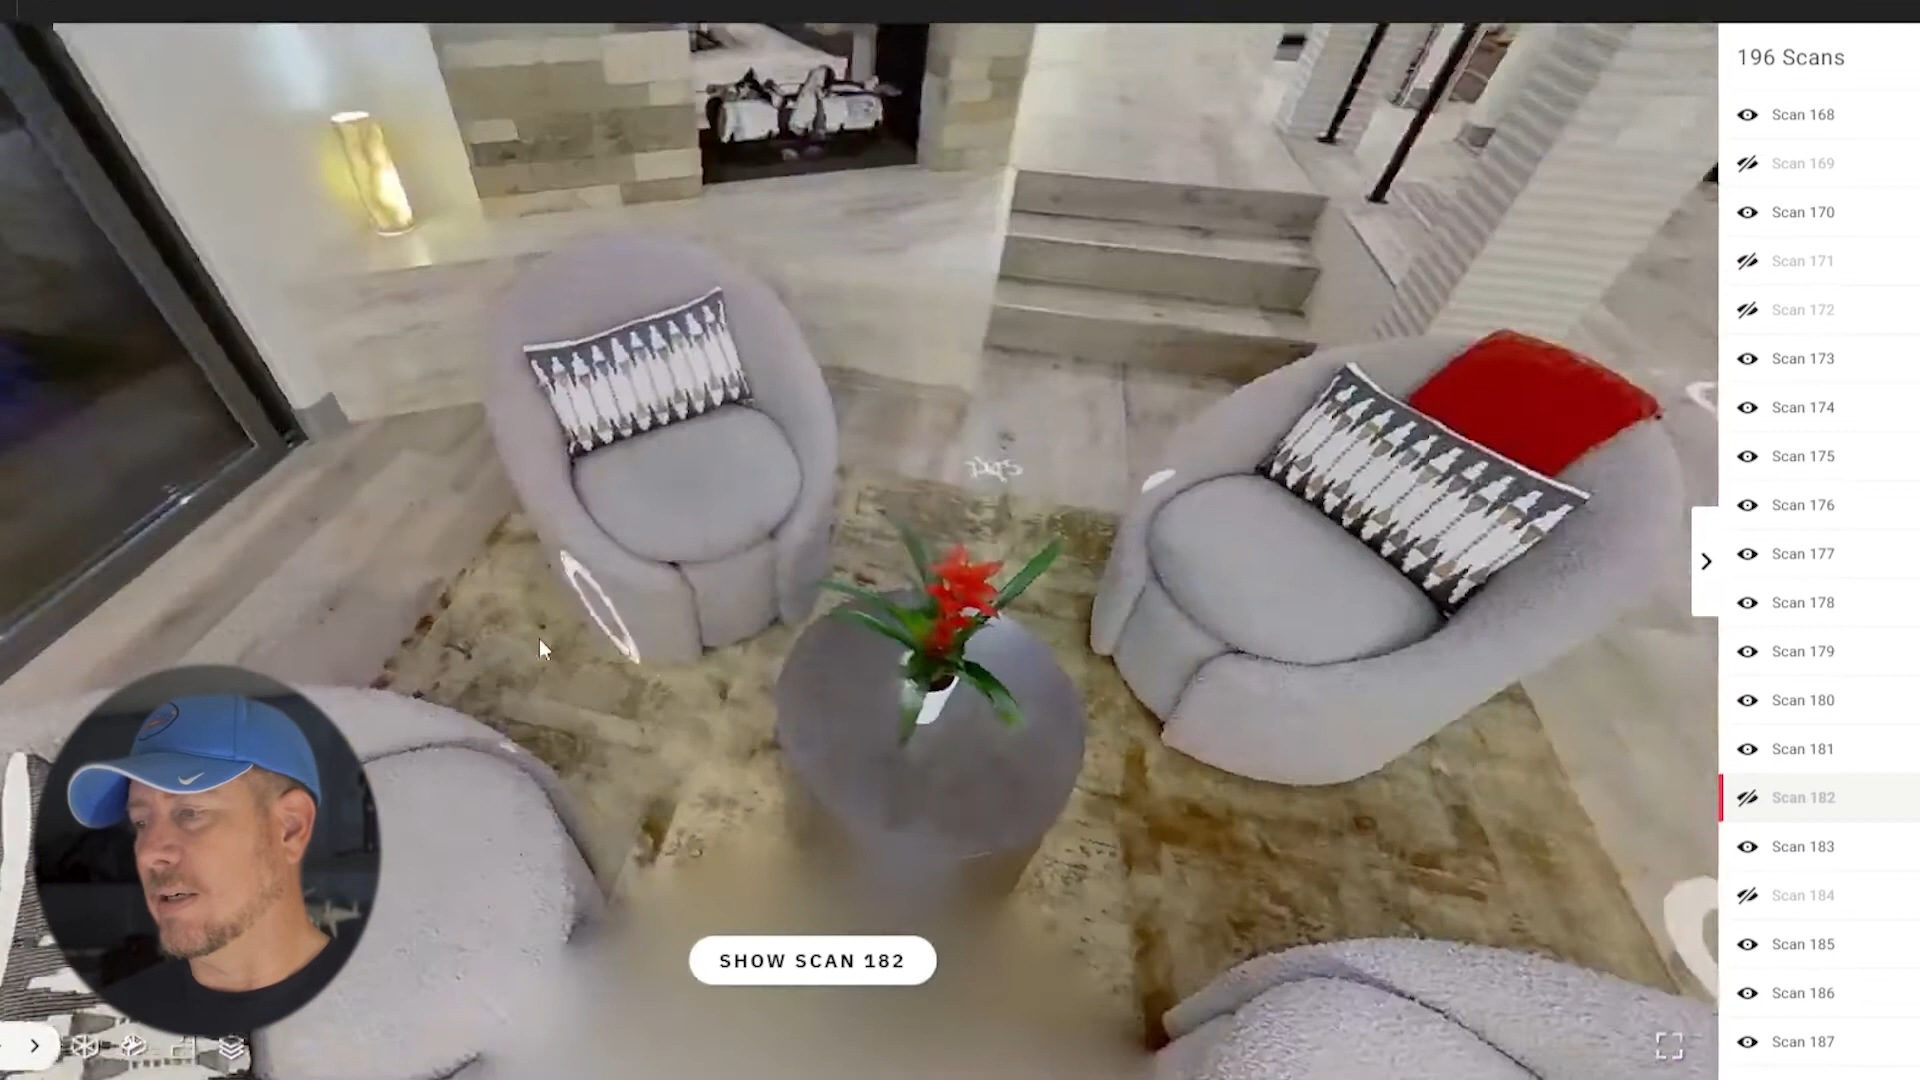 196 Scans
Scan 168
Scan 169
Scan 170
Scan 171
Scan 172
Scan 173
Scan 174
Scan 175
Scan 176
Scan 177
Scan 178
Scan 179
Scan 180
Scan 181
Scan 182
Scan 183
Scan 184
Scan 185
Scan 186
Scan 187
SHOW SCAN 182